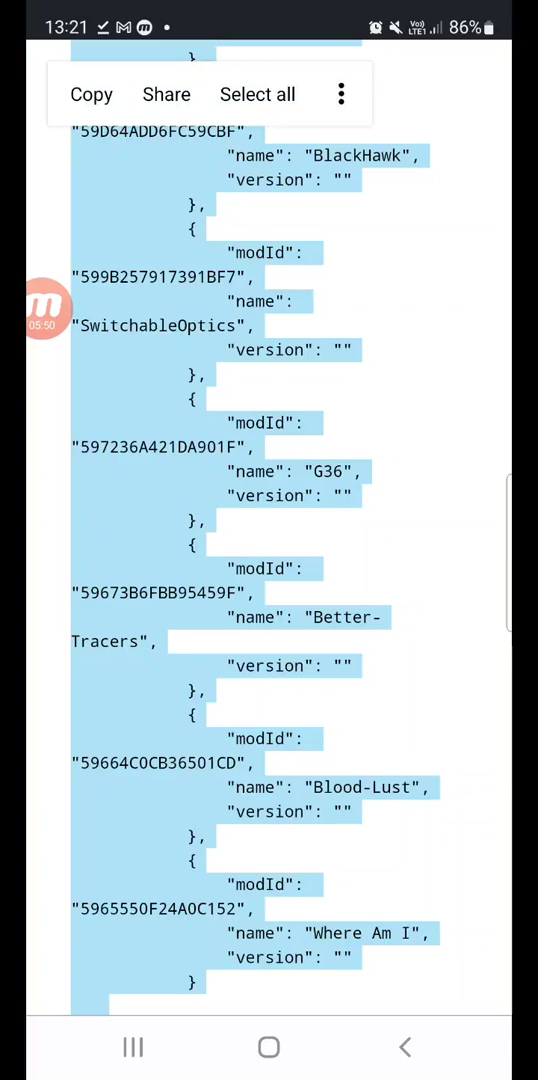 13:21
LTE1 86%
}
Copy Share Select all
"59D64ADD6FC59CBF",
"name": "BlackHawk",
"version": ""
},
{
"modId":
"599B257917391BF7",
"name":
"SwitchableOptics",
"version": ""
},
{
"modId":
"597236A421DA901F",
"name": "G36",
"version": ""
},
{
"modId":
"59673B6FBB95459F",
"name": "Better-
Tracers",
"version": ""
},
{
"modId":
"59664C0CB36501CD",
"name": "Blood-Lust",
"version": ""
},
{
"modId":
"5965550F24A0C152",
"name": "Where Am I",
"version": ""
}
05:50